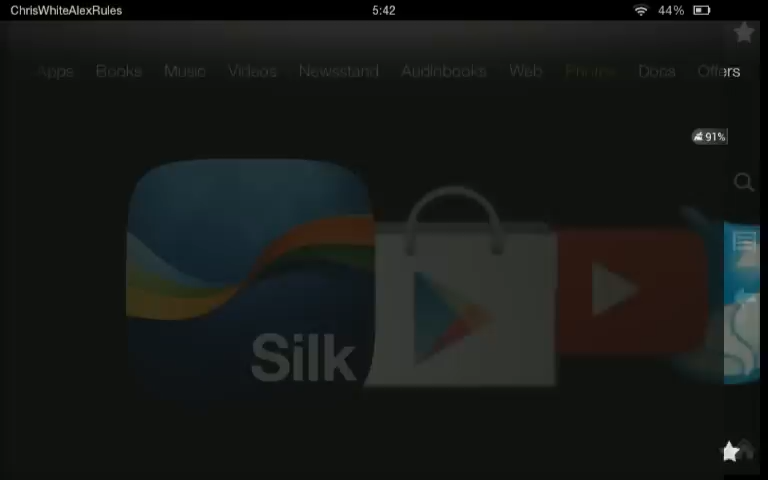 ChrisWhiteAlexRules 5:42 44%
Apps Books Music Videos Newsstand Audiobooks Web Photos Docs Offers
91%
Silk